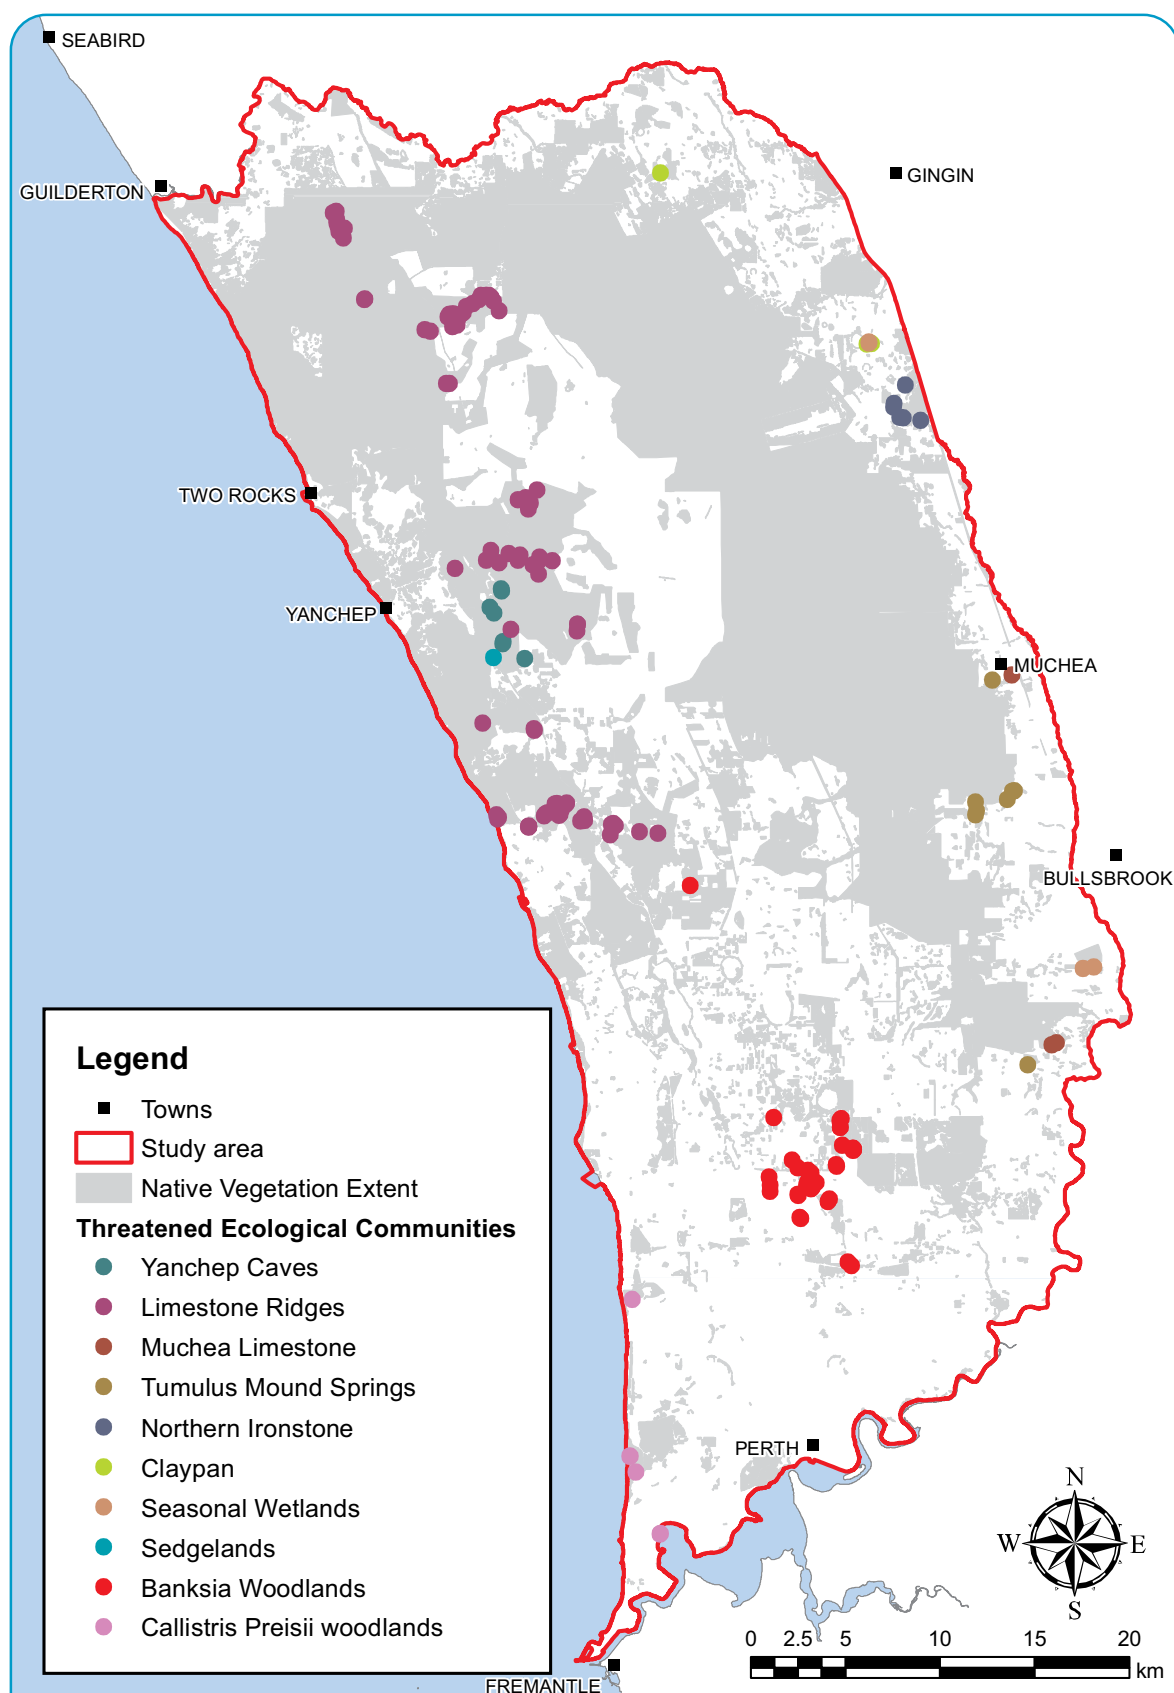 SEABIRD
GUILDERTON
GINGIN
TWO ROCKS
YANCHEP
MUCHEA
BULLSBROOK
Legend
Towns
Study area
Native Vegetation Extent
Threatened Ecological Communities
Yanchep Caves
Limestone Ridges
Muchea Limestone
Tumulus Mound Springs
Northern Ironstone
Claypan
Seasonal Wetlands
Sedgelands
Banksia Woodlands
Callistris Preisii woodlands
PERTH
N
W E
S
0 2.5 5 10 15 20
km
FREMANTLE